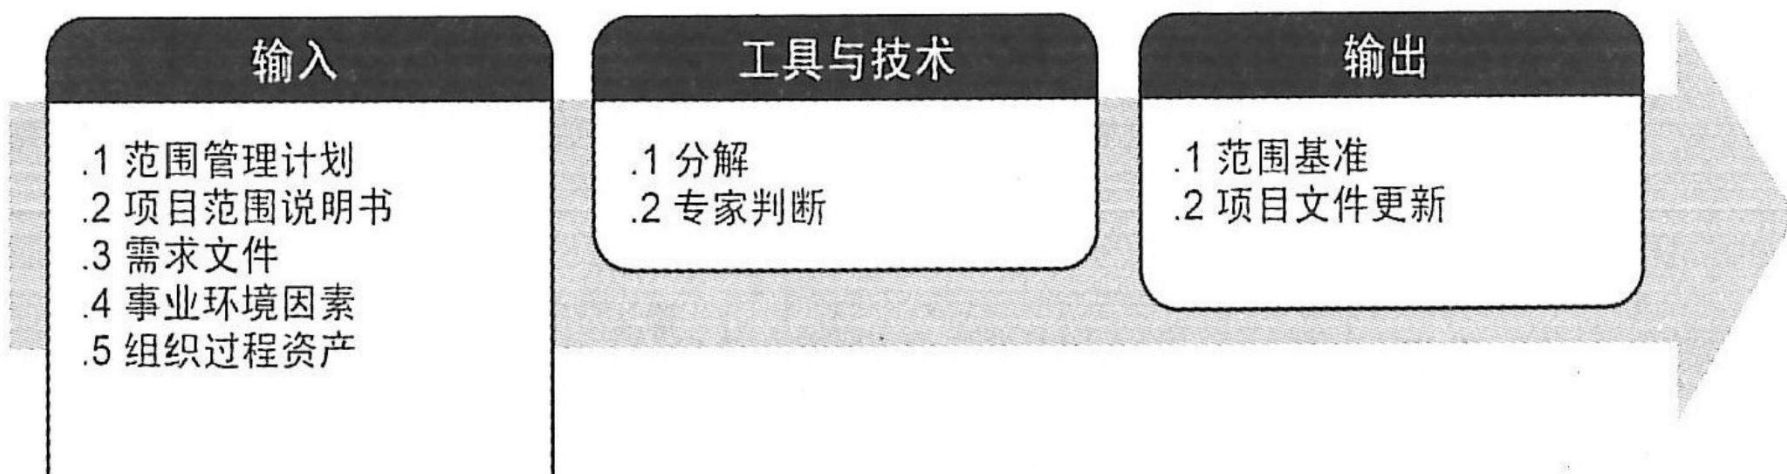 输入
.1 范围管理计划
.2 项目范围说明书
.3 需求文件
.4 事业环境因素
.5 组织过程资产
工具与技术
.1 分解
.2 专家判断
输出
.1 范围基准
.2 项目文件更新